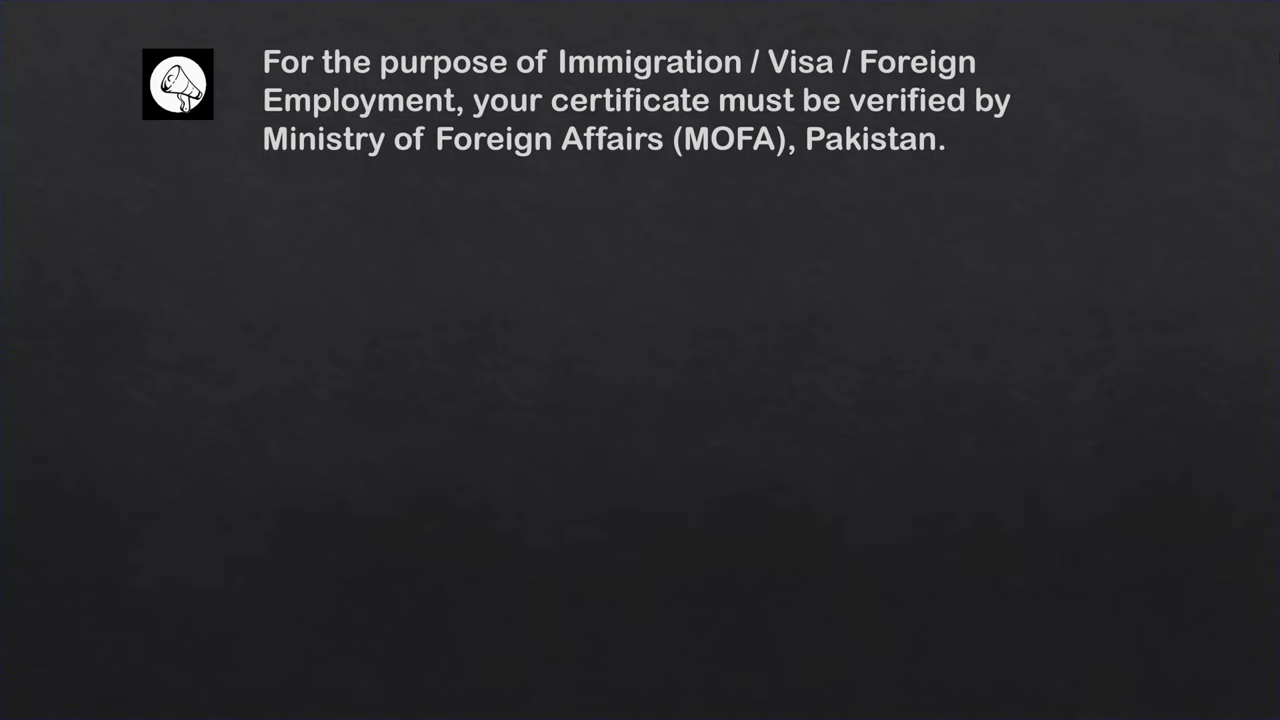 For the purpose of Immigration / Visa / Foreign
Employment, your certificate must be verified by
Ministry of Foreign Affairs (MOFA), Pakistan.